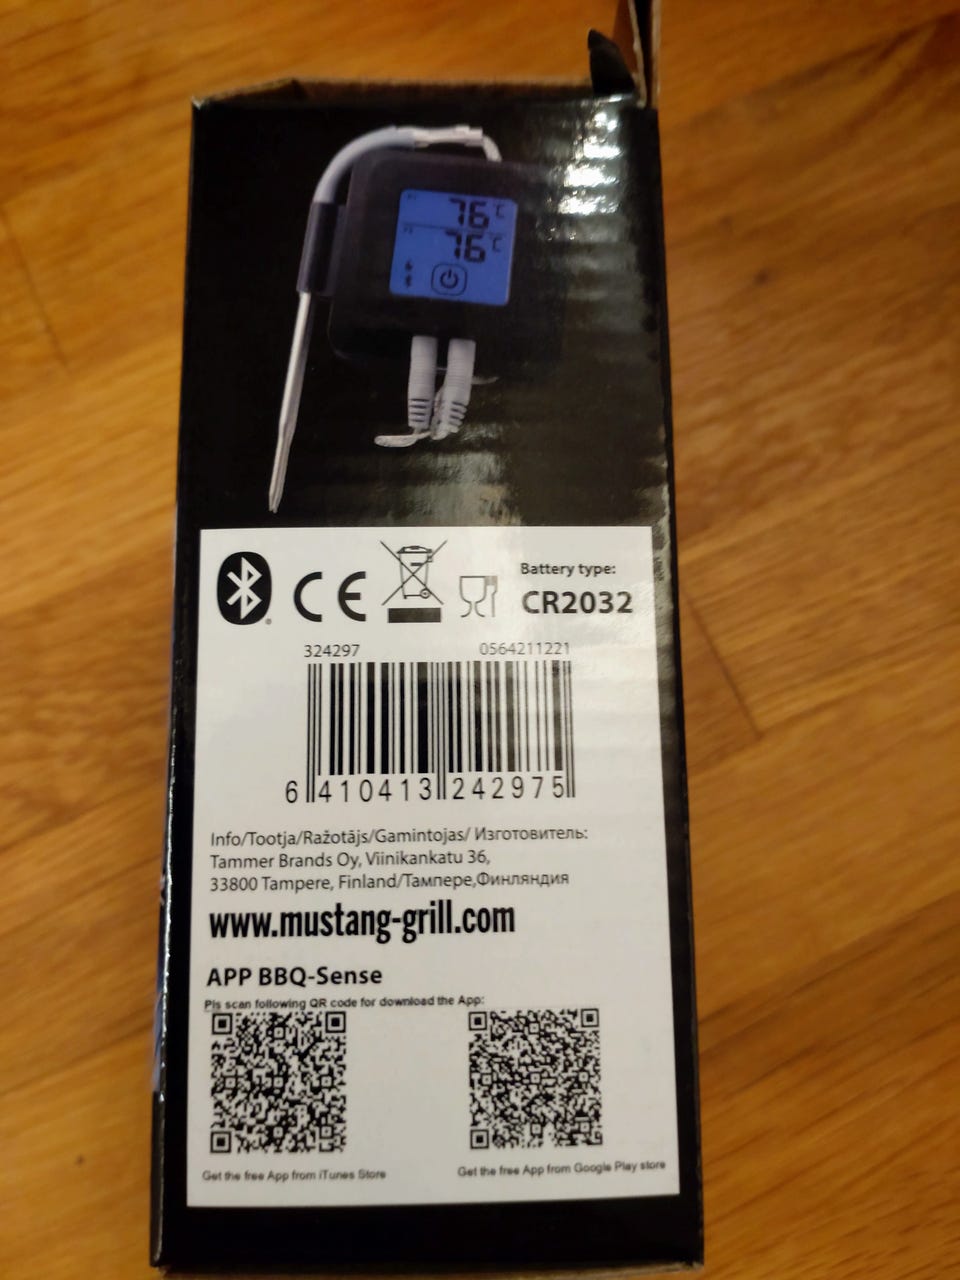 76 °C
76 °C
Battery type:
CR2032
324297 0564211221
6 410413 242975
Info/Tootja/Ražotājs/Gamintojas/ Изготовитель:
Tammer Brands Oy, Viinikankatu 36,
33800 Tampere, Finland/Тампере,Финляндия
www.mustang-grill.com
APP BBQ-Sense
Pls scan following QR code for download the App:
Get the free App from iTunes Store
Get the free App from Google Play store